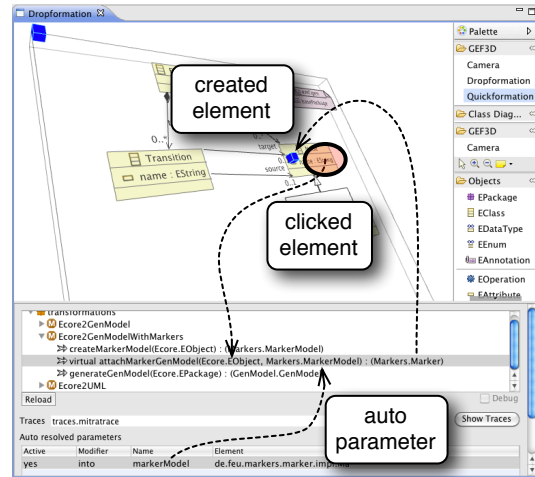 Dropformation
Palette
GEF3D
Camera
Dropformation
Quickformation
Class Diag...
GEF3D
Camera
Objects
EPackage
EClass
EDataType
EEnum
EAnnotation
EOperation
EAttribute
created
element
0..*
target
Transition
name : EString
source
0..
EString
clicked
element
transformations
Ecore2GenModel
Ecore2GenModelWithMarkers
createMarkerModel(Ecore.EObject) : (Markers.MarkerModel)
virtual attachMarkerGenModel(Ecore.EObject, Markers.MarkerModel) : (Markers.Marker)
generateGenModel(Ecore.EPackage) : (GenModel.GenModel)
Ecore2UML
Reload
Debug
Traces traces.mitratrace
Show Traces
auto
parameter
Auto resolved parameters
Active Modifier Name Element
yes into markerModel de.feu.markers.marker.impl.Ma